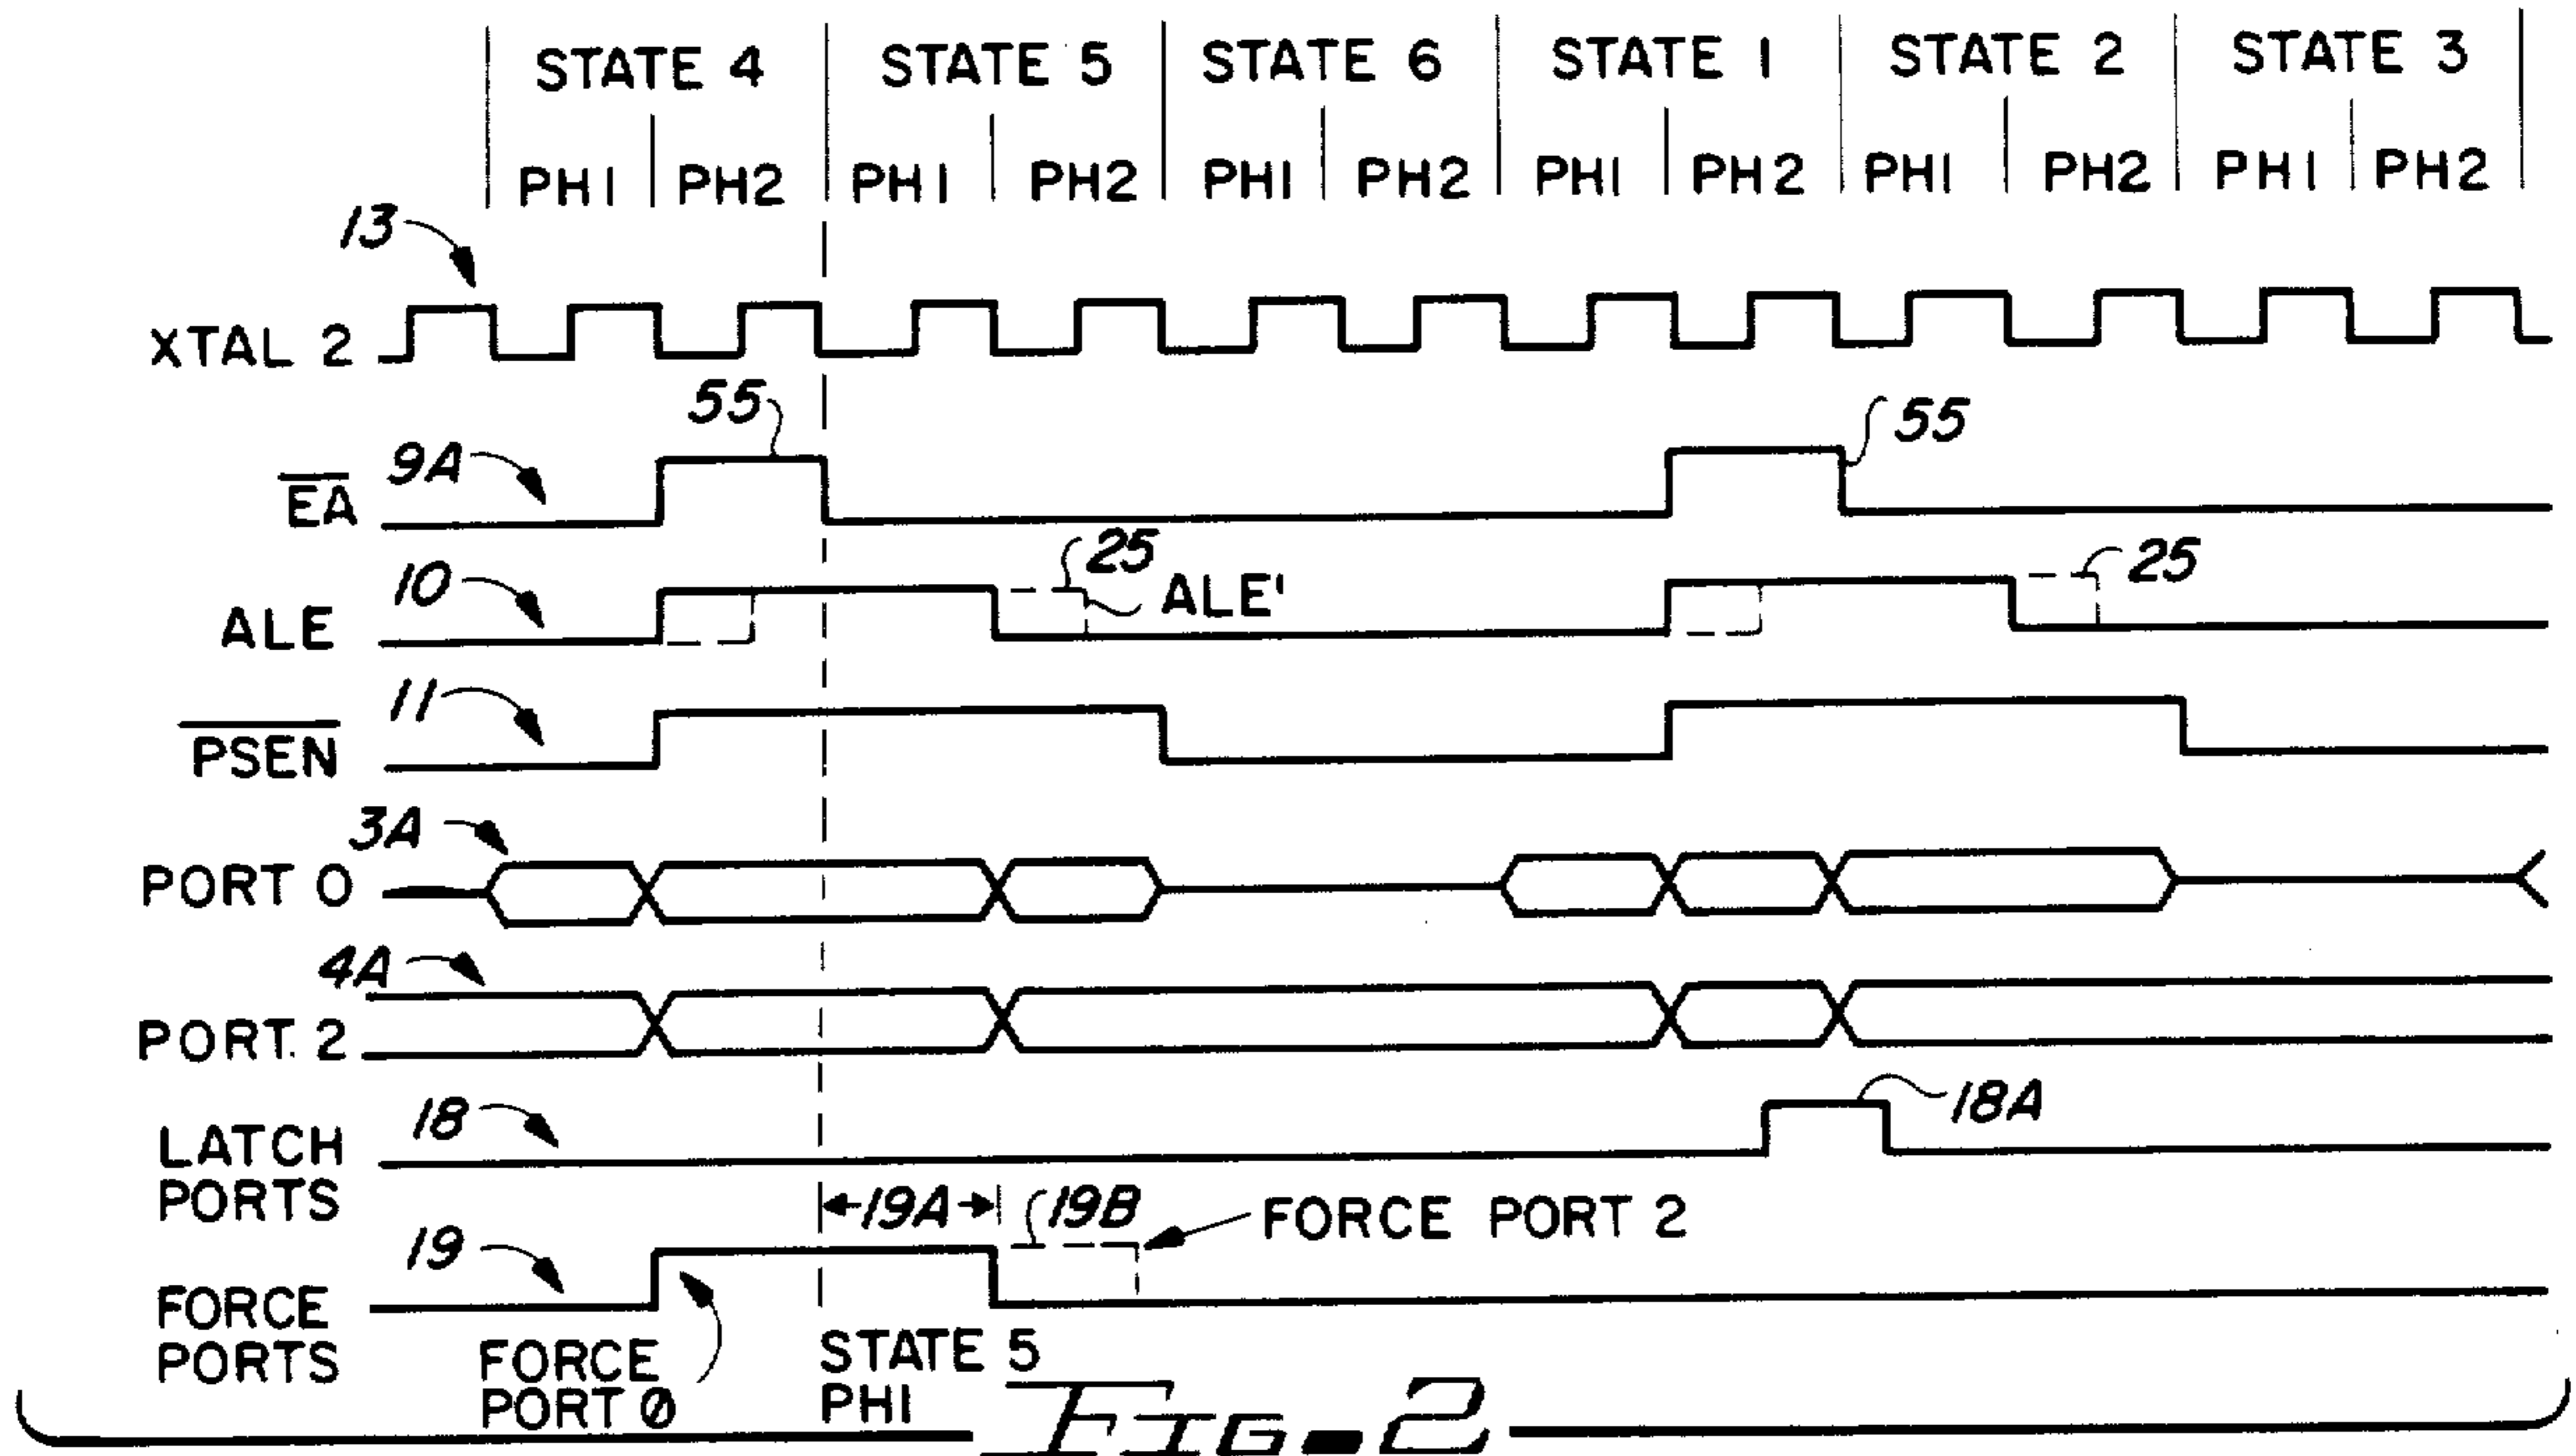 STATE 4 STATE 5 STATE 6 STATE 1 STATE 2 STATE 3
PH1 PH2 PH1 PH2 PH1 PH2 PH1 PH2 PH1 PH2 PH1 PH2
13
XTAL 2
55 55
EA 9A
25 25
ALE 10 ALE'
PSEN 11
3A
PORT 0
4A
PORT 2
18 18A
LATCH
PORTS
19A 19B FORCE PORT 2
19
FORCE
PORTS
FORCE
PORT Ø
STATE 5
PH1
FIG. 2